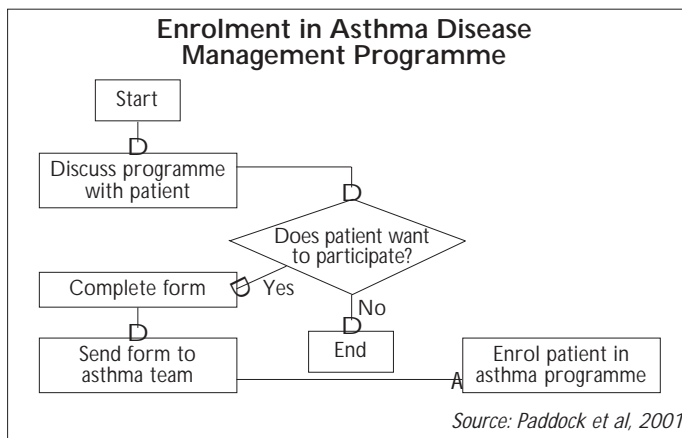 Enrolment in Asthma Disease
Management Programme
Start
D
Discuss programme
with patient
D
Does patient want
to participate?
Complete form
D
Yes
No
D
D
End
Send form to
asthma team
A
Enrol patient in
asthma programme
Source: Paddock et al, 2001